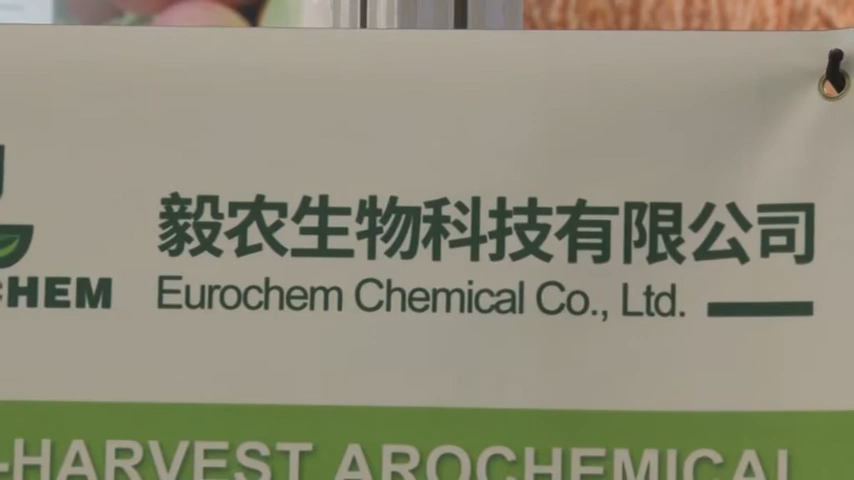 毅农生物科技有限公司
CHEM
Eurochem Chemical Co., Ltd.
-HARVEST AROCHEMICAL